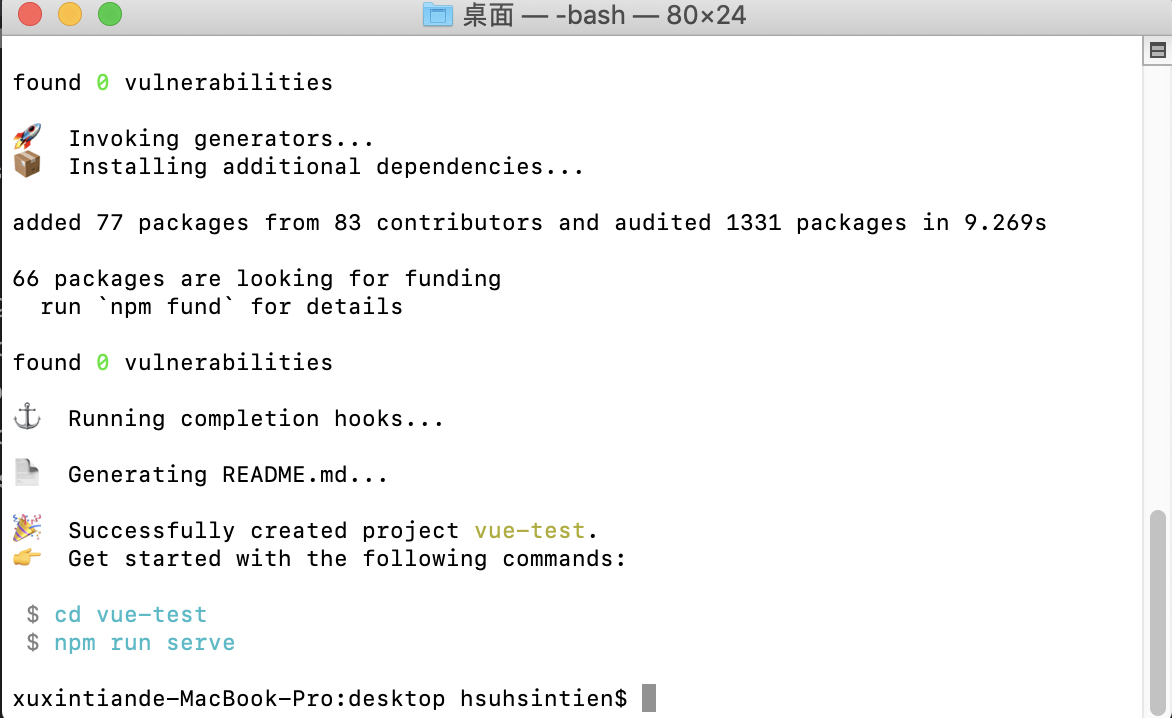 桌面 — -bash — 80×24
found 0 vulnerabilities
🚀  Invoking generators...
📦  Installing additional dependencies...
added 77 packages from 83 contributors and audited 1331 packages in 9.269s
66 packages are looking for funding
  run `npm fund` for details
found 0 vulnerabilities
⚓  Running completion hooks...
📄  Generating README.md...
🎉  Successfully created project vue-test.
👉  Get started with the following commands:
 $ cd vue-test
 $ npm run serve
xuxintiande-MacBook-Pro:desktop hsuhsintien$